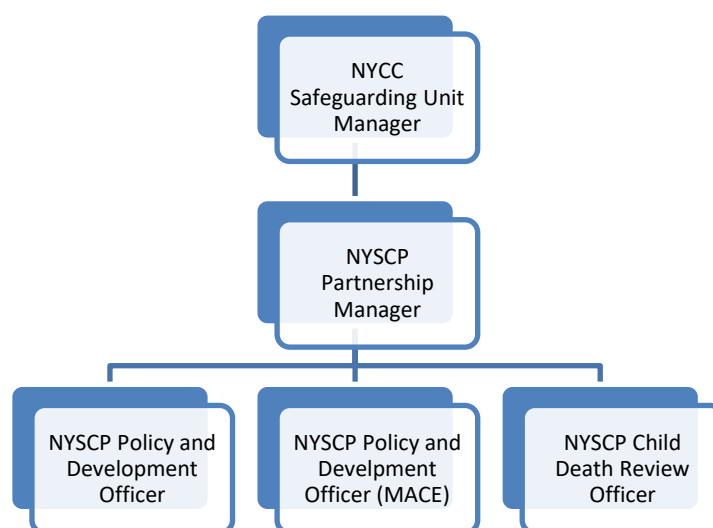 NYCC
Safeguarding Unit
Manager
NYSCP
Partnership
Manager
NYSCP Policy and
Development
Officer
NYSCP Policy and
Develpment
Officer (MACE)
NYSCP Child
Death Review
Officer